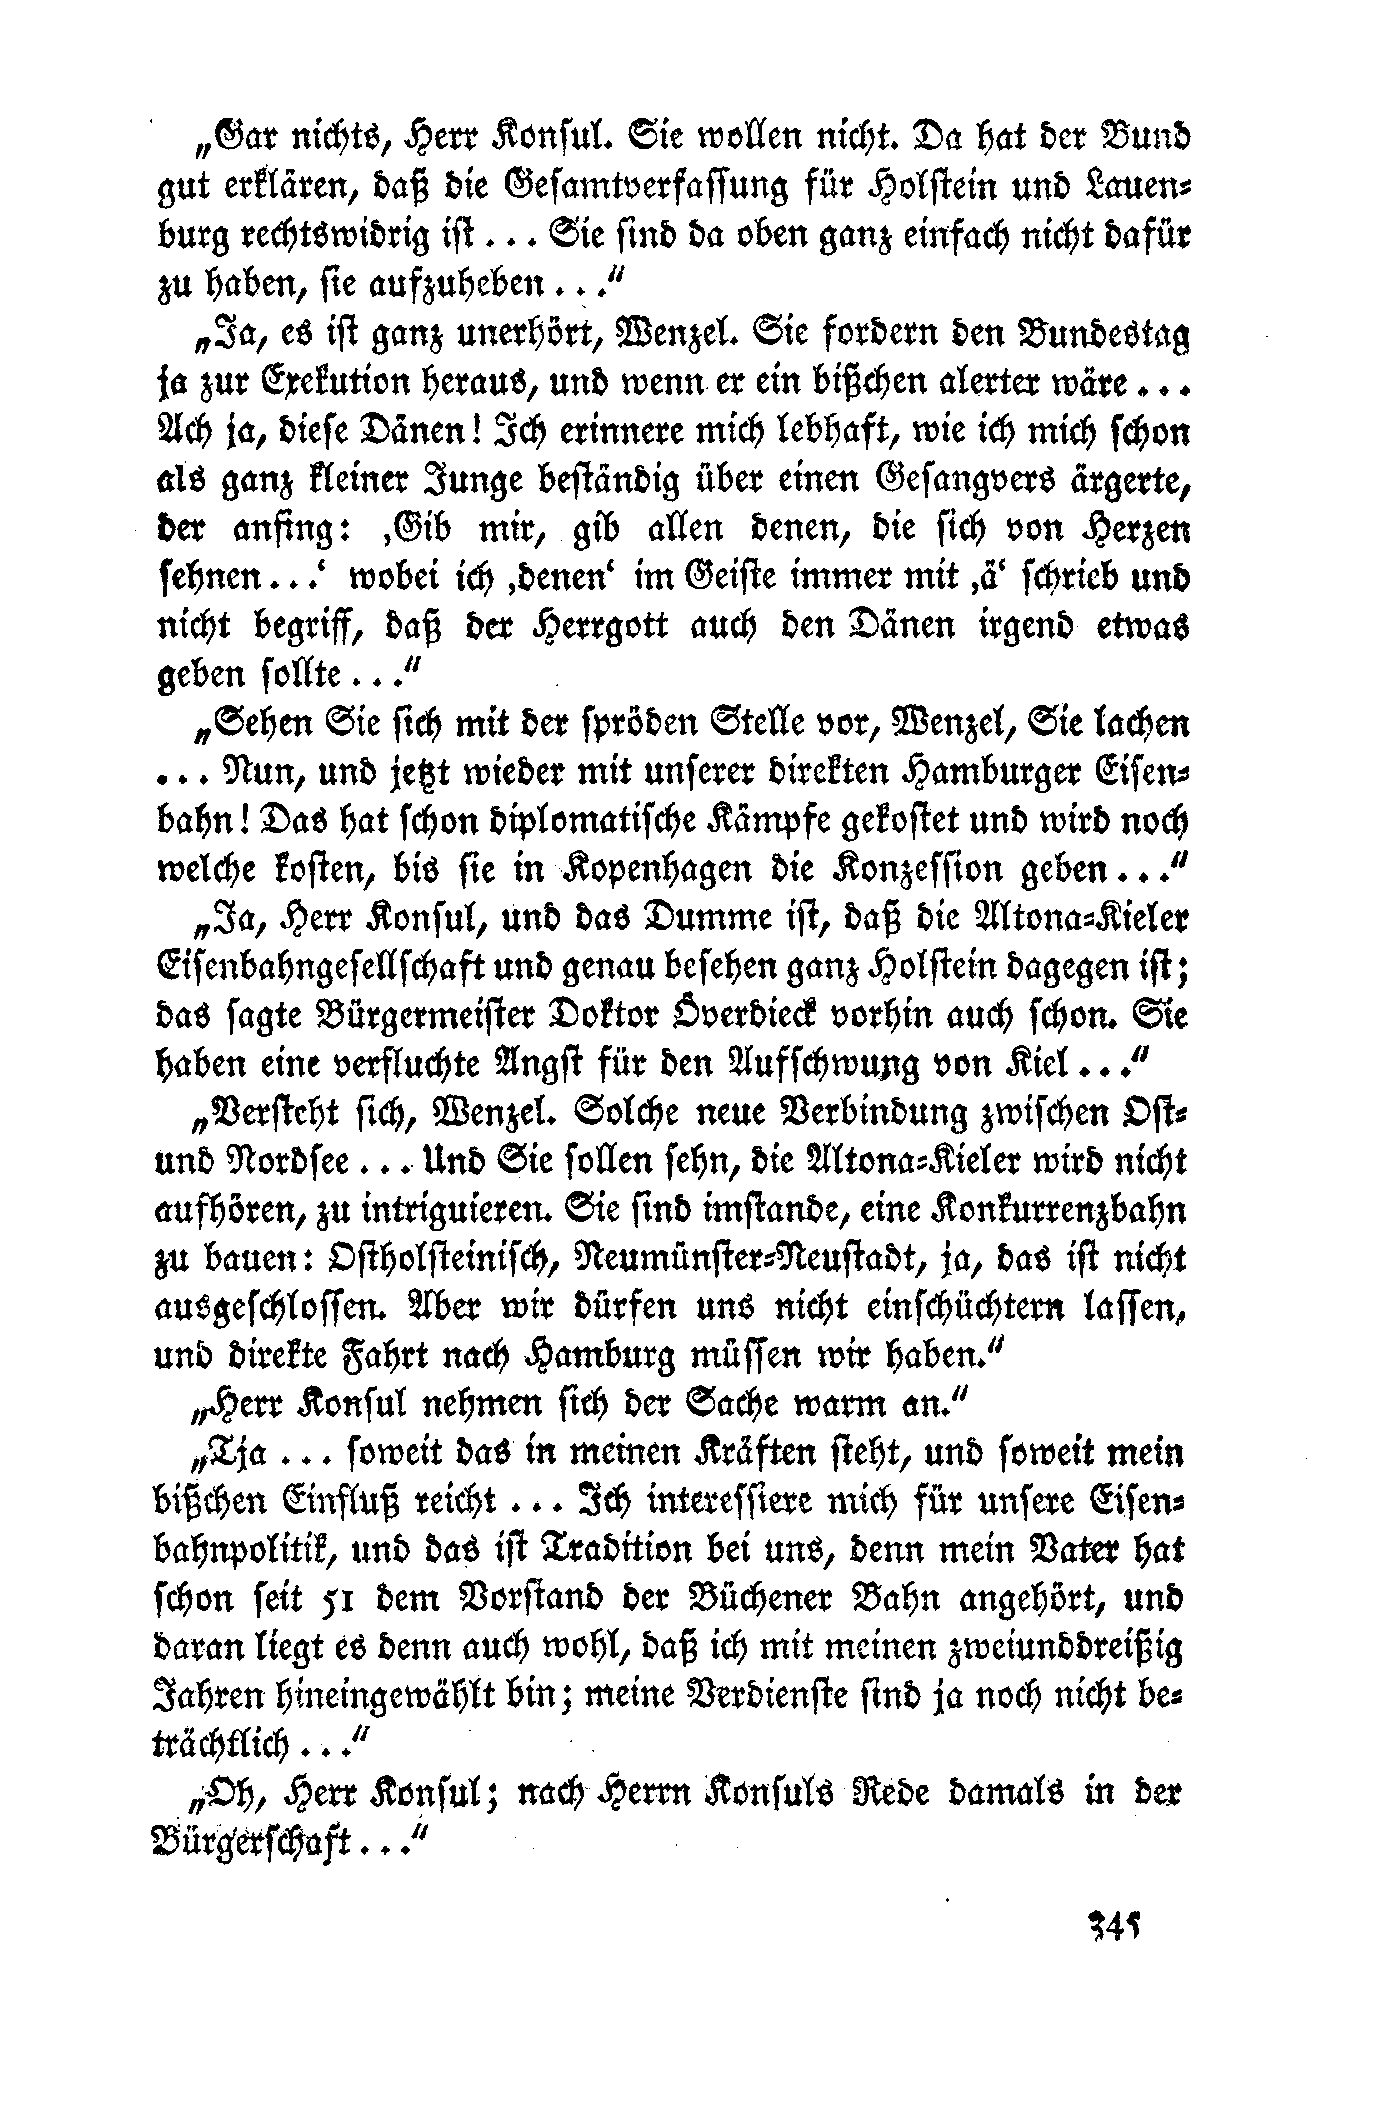 „Gar nichts, Herr Konsul. Sie wollen nicht. Da hat der Bund
gut erklären, daß die Gesamtverfassung für Holstein und Lauen-
burg rechtswidrig ist . . . Sie sind da oben ganz einfach nicht dafür
zu haben, sie aufzuheben . . .“
„Ja, es ist ganz unerhört, Wenzel. Sie fordern den Bundestag
ja zur Exekution heraus, und wenn er ein bißchen alerter wäre . . .
Ach ja, diese Dänen! Ich erinnere mich lebhaft, wie ich mich schon
als ganz kleiner Junge beständig über einen Gesangvers ärgerte,
der anfing: ‚Gib mir, gib allen denen, die sich von Herzen
sehnen . . .‘ wobei ich ‚denen‘ im Geiste immer mit ‚ä‘ schrieb und
nicht begriff, daß der Herrgott auch den Dänen irgend etwas
geben sollte . . .“
„Sehen Sie sich mit der spröden Stelle vor, Wenzel, Sie lachen
. . . Nun, und jetzt wieder mit unserer direkten Hamburger Eisen-
bahn! Das hat schon diplomatische Kämpfe gekostet und wird noch
welche kosten, bis sie in Kopenhagen die Konzession geben . . .“
„Ja, Herr Konsul, und das Dumme ist, daß die Altona-Kieler
Eisenbahngesellschaft und genau besehen ganz Holstein dagegen ist;
das sagte Bürgermeister Doktor Överdieck vorhin auch schon. Sie
haben eine verfluchte Angst für den Aufschwung von Kiel . . .“
„Versteht sich, Wenzel. Solche neue Verbindung zwischen Ost-
und Nordsee . . . Und Sie sollen sehn, die Altona-Kieler wird nicht
aufhören, zu intriguieren. Sie sind imstande, eine Konkurrenzbahn
zu bauen: Ostholsteinisch, Neumünster-Neustadt, ja, das ist nicht
ausgeschlossen. Aber wir dürfen uns nicht einschüchtern lassen,
und direkte Fahrt nach Hamburg müssen wir haben.“
„Herr Konsul nehmen sich der Sache warm an.“
„Tja . . . soweit das in meinen Kräften steht, und soweit mein
bißchen Einfluß reicht . . . Ich interessiere mich für unsere Eisen-
bahnpolitik, und das ist Tradition bei uns, denn mein Vater hat
schon seit 51 dem Vorstand der Büchener Bahn angehört, und
daran liegt es denn auch wohl, daß ich mit meinen zweiunddreißig
Jahren hineingewählt bin; meine Verdienste sind ja noch nicht be-
trächtlich . . .“
„Oh, Herr Konsul; nach Herrn Konsuls Rede damals in der
Bürgerschaft . . .“
345